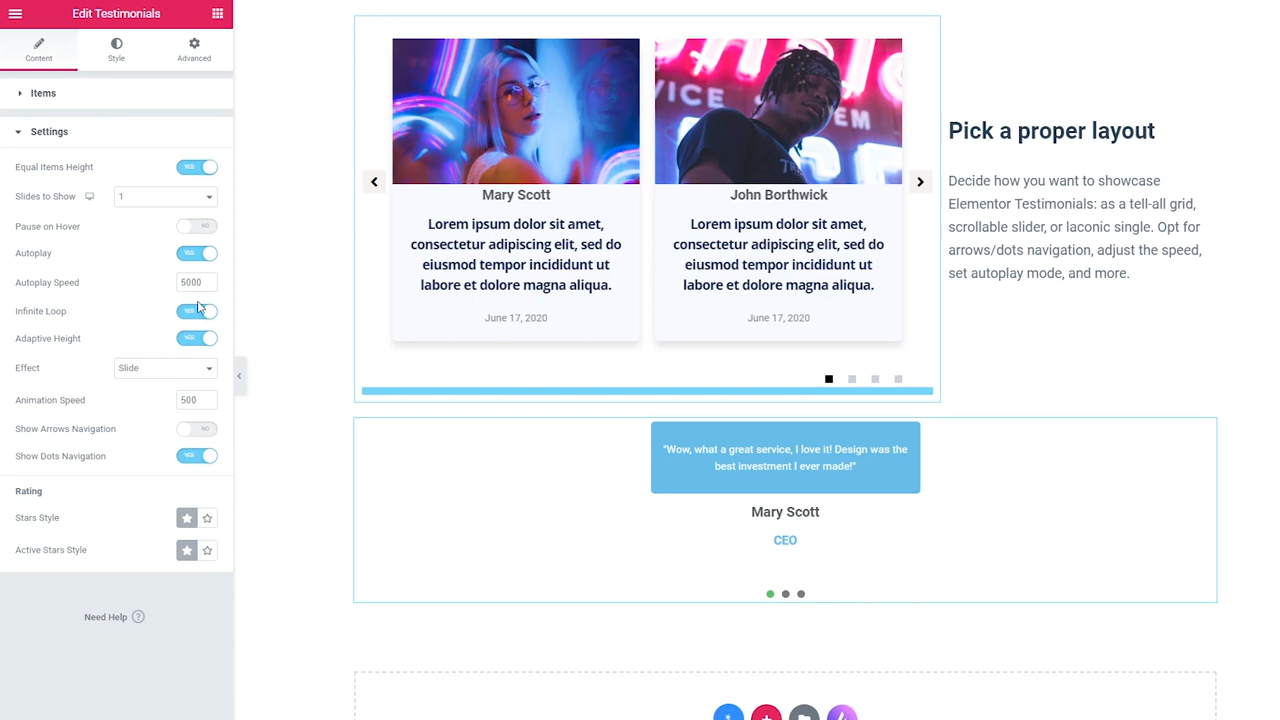 Edit Testimonials
Content
Style
Advanced
Items
Settings
Equal Items Height
YES
Slides to Show
1
Pause on Hover
NO
Autoplay
YES
Autoplay Speed
5000
Infinite Loop
YES
Adaptive Height
YES
Effect
Slide
Animation Speed
500
Show Arrows Navigation
NO
Show Dots Navigation
YES
Rating
Stars Style
Active Stars Style
Need Help ?
Mary Scott
Lorem ipsum dolor sit amet,
consectetur adipiscing elit, sed do
eiusmod tempor incididunt ut
labore et dolore magna aliqua.
June 17, 2020
VICE
EM
John Borthwick
Lorem ipsum dolor sit amet,
consectetur adipiscing elit, sed do
eiusmod tempor incididunt ut
labore et dolore magna aliqua.
June 17, 2020
Pick a proper layout
Decide how you want to showcase
Elementor Testimonials: as a tell-all grid,
scrollable slider, or laconic single. Opt for
arrows/dots navigation, adjust the speed,
set autoplay mode, and more.
"Wow, what a great service, I love it! Design was the
best investment I ever made!"
Mary Scott
CEO